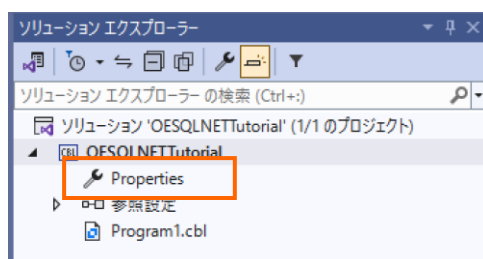 ソリューション エクスプローラー
ソリューション エクスプローラー の検索 (Ctrl+:)
ソリューション 'OESQLNETTutorial' (1/1 のプロジェクト)
CBL OESQLNETTutorial
Properties
参照設定
Program1.cbl